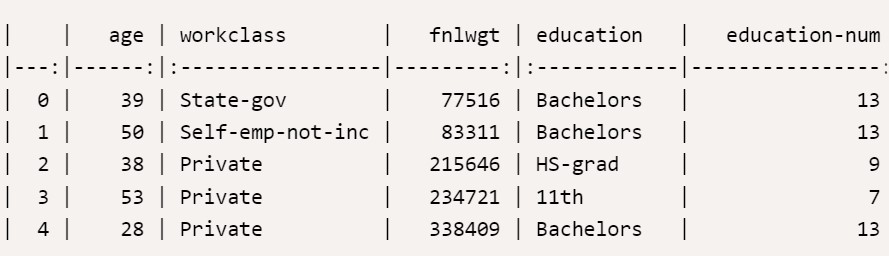 |    |   age | workclass        |   fnlwgt | education   |   education-num
|---:|------:|:-----------------|---------:|:------------|----------------:
|  0 |    39 | State-gov        |    77516 | Bachelors   |              13
|  1 |    50 | Self-emp-not-inc |    83311 | Bachelors   |              13
|  2 |    38 | Private          |   215646 | HS-grad     |               9
|  3 |    53 | Private          |   234721 | 11th        |               7
|  4 |    28 | Private          |   338409 | Bachelors   |              13